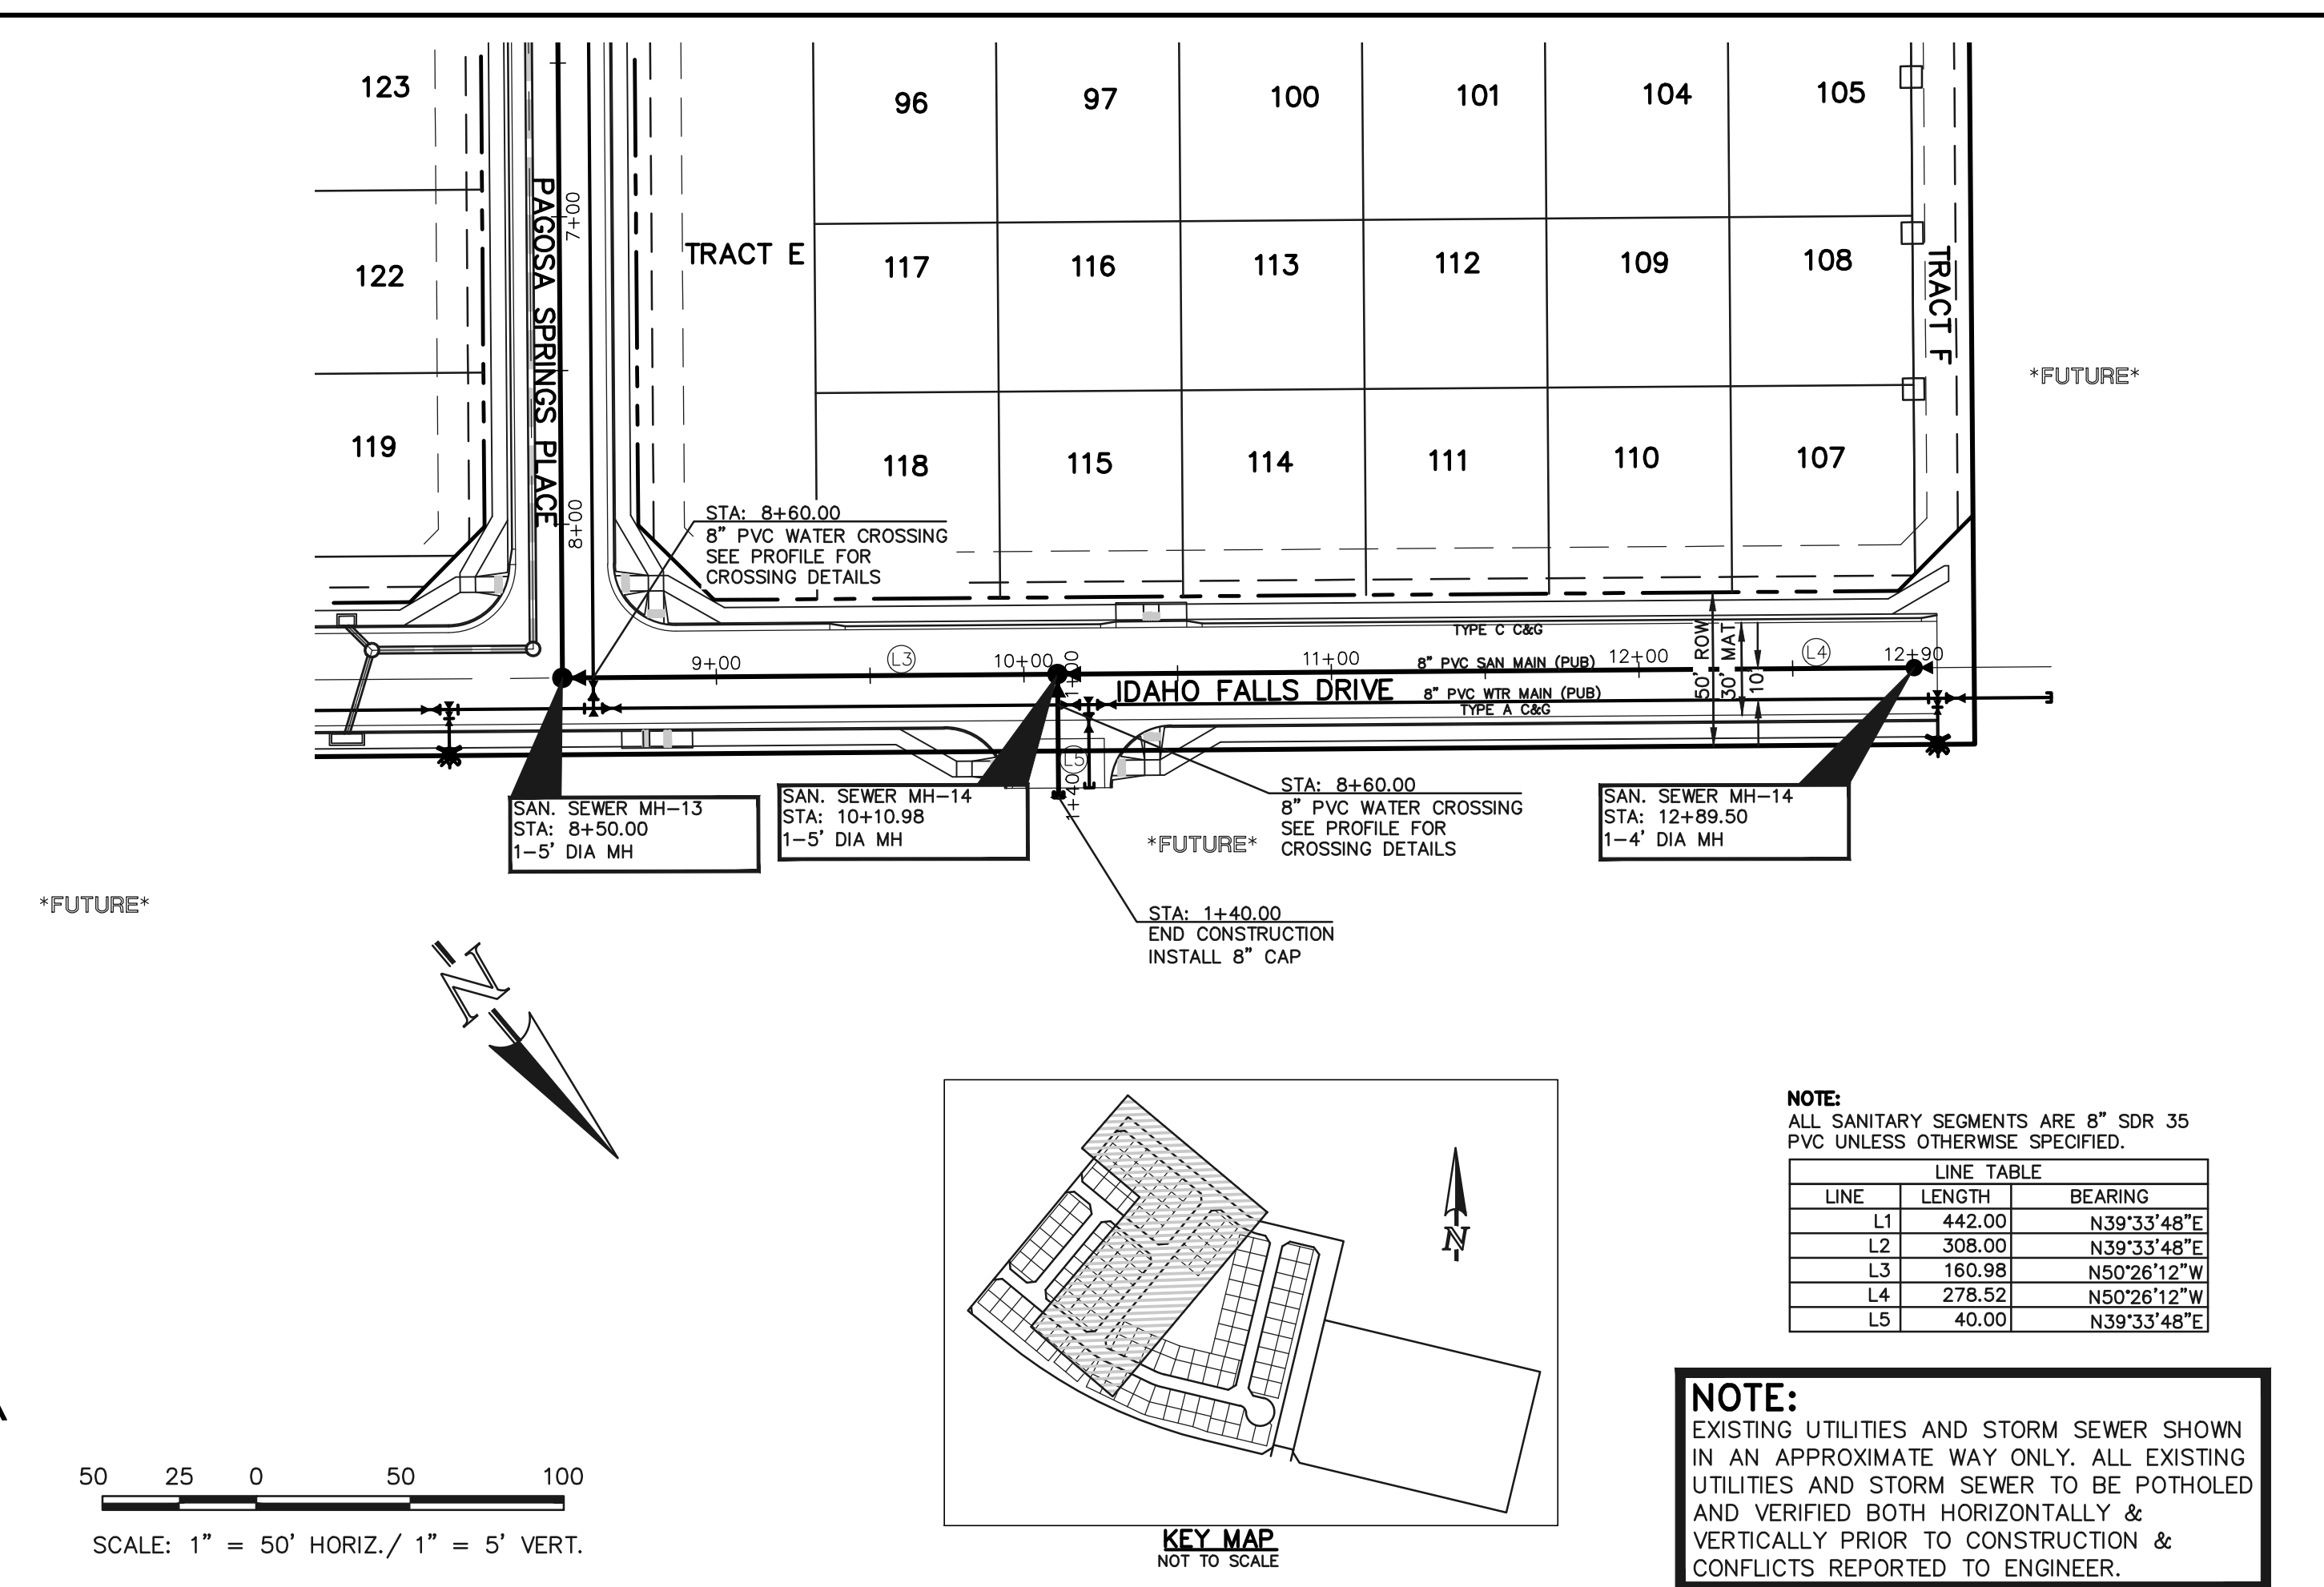 123
96
97
100
101
104
105
122
119
PAGOSA SPRINGS PLACE
7+00
8+00
TRACT E
117
116
113
112
109
108
TRACT F
*FUTURE*
118
115
114
111
110
107
STA: 8+60.00
8" PVC WATER CROSSING
SEE PROFILE FOR
CROSSING DETAILS
TYPE C C&G
9+00
L3
10+00
1+00
11+00
8" PVC SAN MAIN (PUB)
12+00
50' ROW
30' MAT
10'
L4
12+90
IDAHO FALLS DRIVE
8" PVC WTR MAIN (PUB)
TYPE A C&G
L5
1+40
SAN. SEWER MH-13
STA: 8+50.00
1-5' DIA MH
SAN. SEWER MH-14
STA: 10+10.98
1-5' DIA MH
*FUTURE*
STA: 8+60.00
8" PVC WATER CROSSING
SEE PROFILE FOR
CROSSING DETAILS
SAN. SEWER MH-14
STA: 12+89.50
1-4' DIA MH
*FUTURE*
STA: 1+40.00
END CONSTRUCTION
INSTALL 8" CAP
N
N
KEY MAP
NOT TO SCALE
NOTE:
ALL SANITARY SEGMENTS ARE 8" SDR 35
PVC UNLESS OTHERWISE SPECIFIED.
LINE TABLE
LINE LENGTH BEARING
L1 442.00 N39°33'48"E
L2 308.00 N39°33'48"E
L3 160.98 N50°26'12"W
L4 278.52 N50°26'12"W
L5 40.00 N39°33'48"E
NOTE:
EXISTING UTILITIES AND STORM SEWER SHOWN
IN AN APPROXIMATE WAY ONLY. ALL EXISTING
UTILITIES AND STORM SEWER TO BE POTHOLED
AND VERIFIED BOTH HORIZONTALLY &
VERTICALLY PRIOR TO CONSTRUCTION &
CONFLICTS REPORTED TO ENGINEER.
50 25 0 50 100
SCALE: 1" = 50' HORIZ./ 1" = 5' VERT.